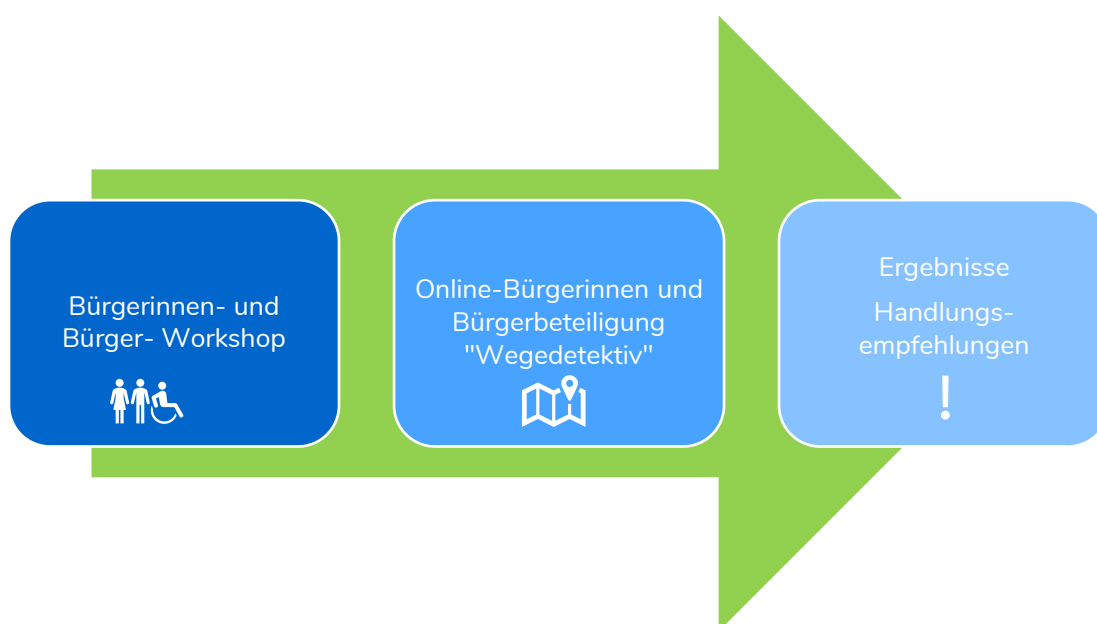 Bürgerinnen- und
Bürger- Workshop
Online-Bürgerinnen und
Bürgerbeteiligung
"Wegedetektiv"
Ergebnisse
Handlungs-
empfehlungen
!